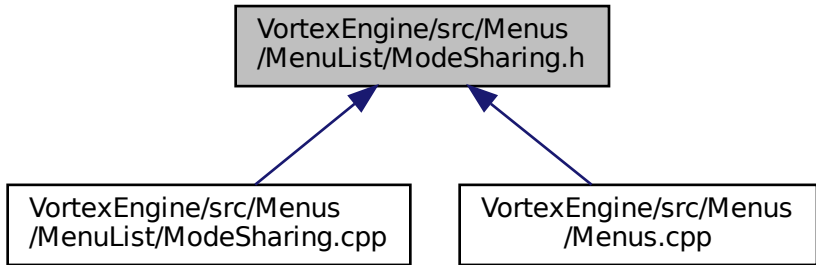 VortexEngine/src/Menus
/MenuList/ModeSharing.h
VortexEngine/src/Menus
/MenuList/ModeSharing.cpp
VortexEngine/src/Menus
/Menus.cpp